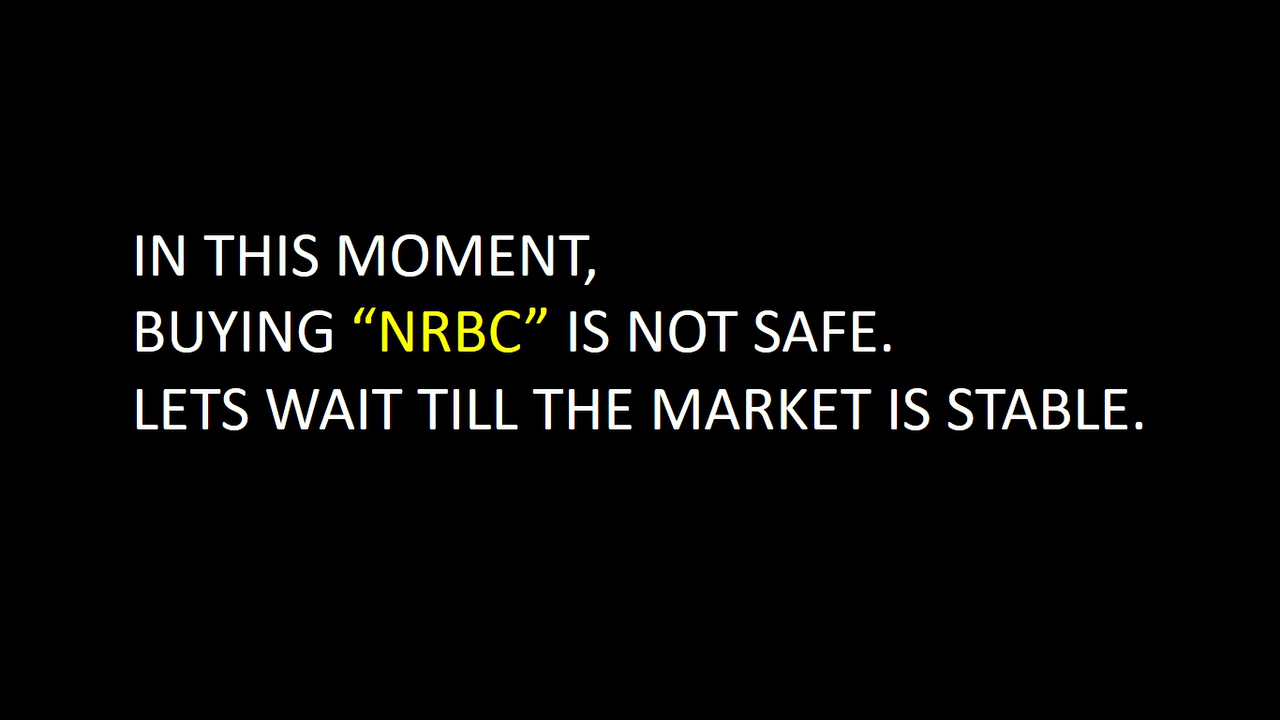 IN THIS MOMENT,
BUYING “NRBC” IS NOT SAFE.
LETS WAIT TILL THE MARKET IS STABLE.